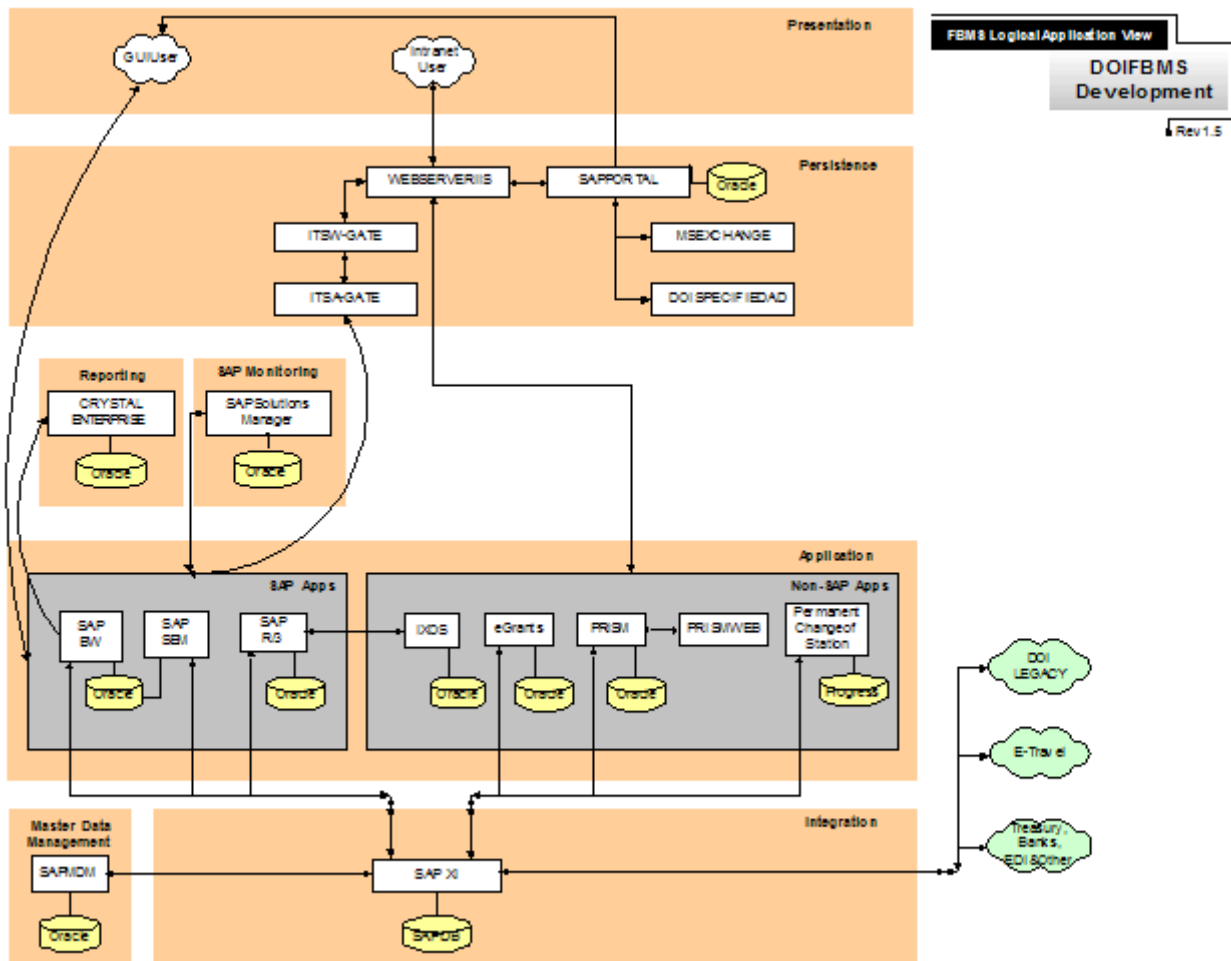 Presentation
GUIUser
Intranet
User
FBMS Logical Application View
DOIFBMS
Development
Rev1.5
Persistence
WEBSERVERIIS
SAPPORTAL
Oracle
ITSW-GATE
MSEXCHANGE
ITSA-GATE
DOISPECIFIEDAD
Reporting
SAP Monitoring
CRYSTAL
ENTERPRISE
SAPSolutions
Manager
Oracle
Oracle
Application
SAP Apps
Non-SAP Apps
SAP
BW
SAP
SEM
SAP
R/3
IXOS
eGrants
PRISM
PRISMWEB
Permanent
Changeof
Station
Oracle
Oracle
Oracle
Oracle
Oracle
Progress
DOI
LEGACY
E-Travel
Treasury,
Banks,
EDI&Other
Master Data
Management
Integration
SAPMDM
SAP XI
Oracle
SAPDB